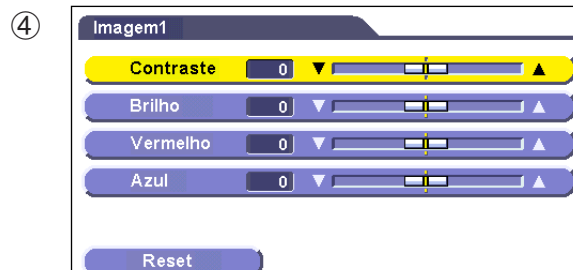 ④
Imagem1
Contraste 0 ▼ ▲
Brilho 0 ▼ ▲
Vermelho 0 ▼ ▲
Azul 0 ▼ ▲
Reset